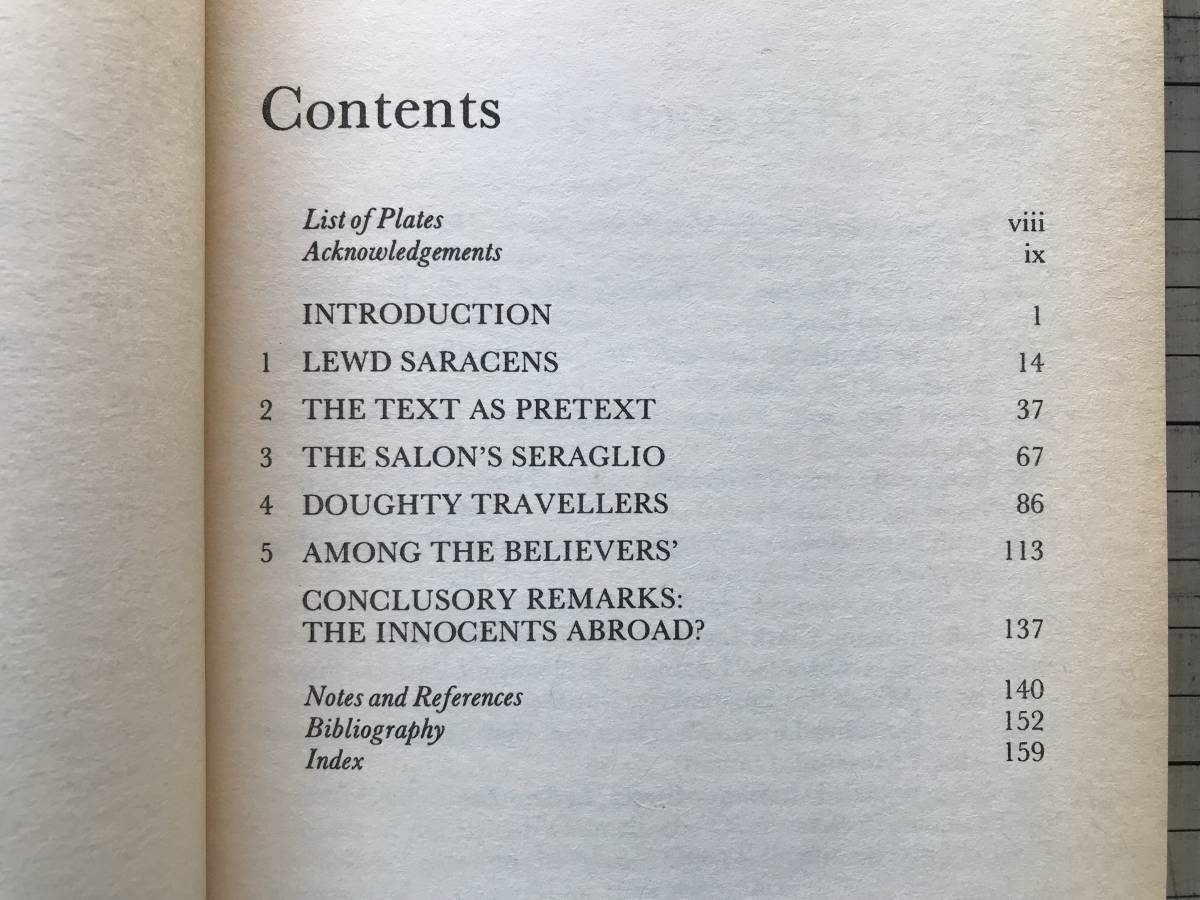 Contents
List of Plates viii
Acknowledgements ix
INTRODUCTION 1
1 LEWD SARACENS 14
2 THE TEXT AS PRETEXT 37
3 THE SALON'S SERAGLIO 67
4 DOUGHTY TRAVELLERS 86
5 AMONG THE BELIEVERS' 113
CONCLUSORY REMARKS:
THE INNOCENTS ABROAD? 137
Notes and References 140
Bibliography 152
Index 159